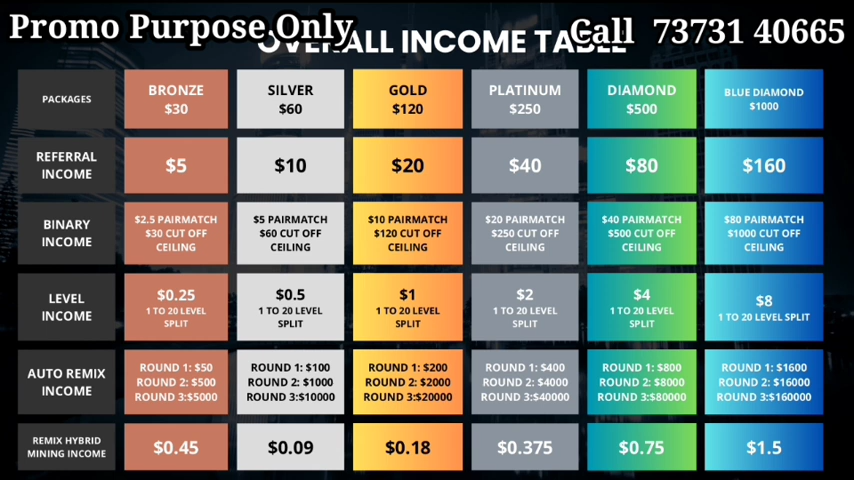 Promo Purpose Only
Call 73731 40665
OVERALL INCOME TABLE
PACKAGES
BRONZE
$30
SILVER
$60
GOLD
$120
PLATINUM
$250
DIAMOND
$500
BLUE DIAMOND
$1000
REFERRAL
INCOME
$5
$10
$20
$40
$80
$160
BINARY
INCOME
$2.5 PAIRMATCH
$30 CUT OFF
CEILING
$5 PAIRMATCH
$60 CUT OFF
CEILING
$10 PAIRMATCH
$120 CUT OFF
CEILING
$20 PAIRMATCH
$250 CUT OFF
CEILING
$40 PAIRMATCH
$500 CUT OFF
CEILING
$80 PAIRMATCH
$1000 CUT OFF
CEILING
LEVEL
INCOME
$0.25
1 TO 20 LEVEL
SPLIT
$0.5
1 TO 20 LEVEL
SPLIT
$1
1 TO 20 LEVEL
SPLIT
$2
1 TO 20 LEVEL
SPLIT
$4
1 TO 20 LEVEL
SPLIT
$8
1 TO 20 LEVEL SPLIT
AUTO REMIX
INCOME
ROUND 1: $50
ROUND 2: $500
ROUND 3:$5000
ROUND 1: $100
ROUND 2: $1000
ROUND 3:$10000
ROUND 1: $200
ROUND 2: $2000
ROUND 3:$20000
ROUND 1: $400
ROUND 2: $4000
ROUND 3:$40000
ROUND 1: $800
ROUND 2: $8000
ROUND 3:$80000
ROUND 1: $1600
ROUND 2: $16000
ROUND 3:$160000
REMIX HYBRID
MINING INCOME
$0.45
$0.09
$0.18
$0.375
$0.75
$1.5